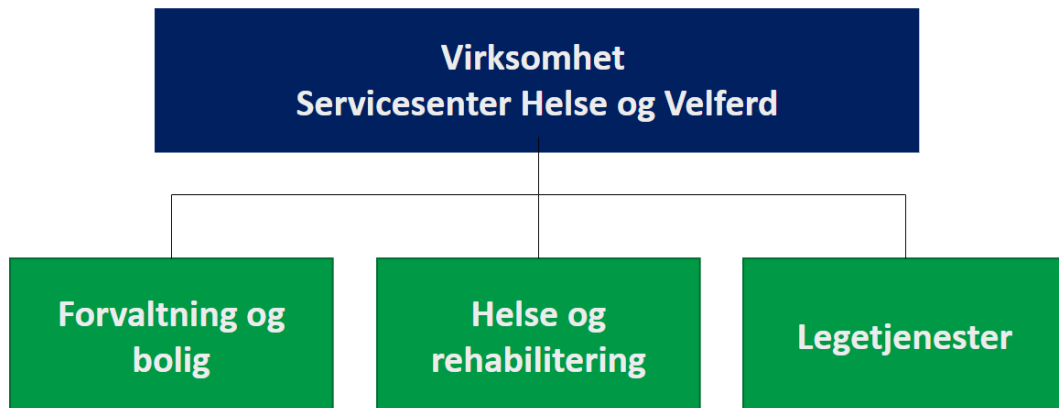 Virksomhet
Servicesenter Helse og Velferd
Forvaltning og
bolig
Helse og
rehabilitering
Legetjenester